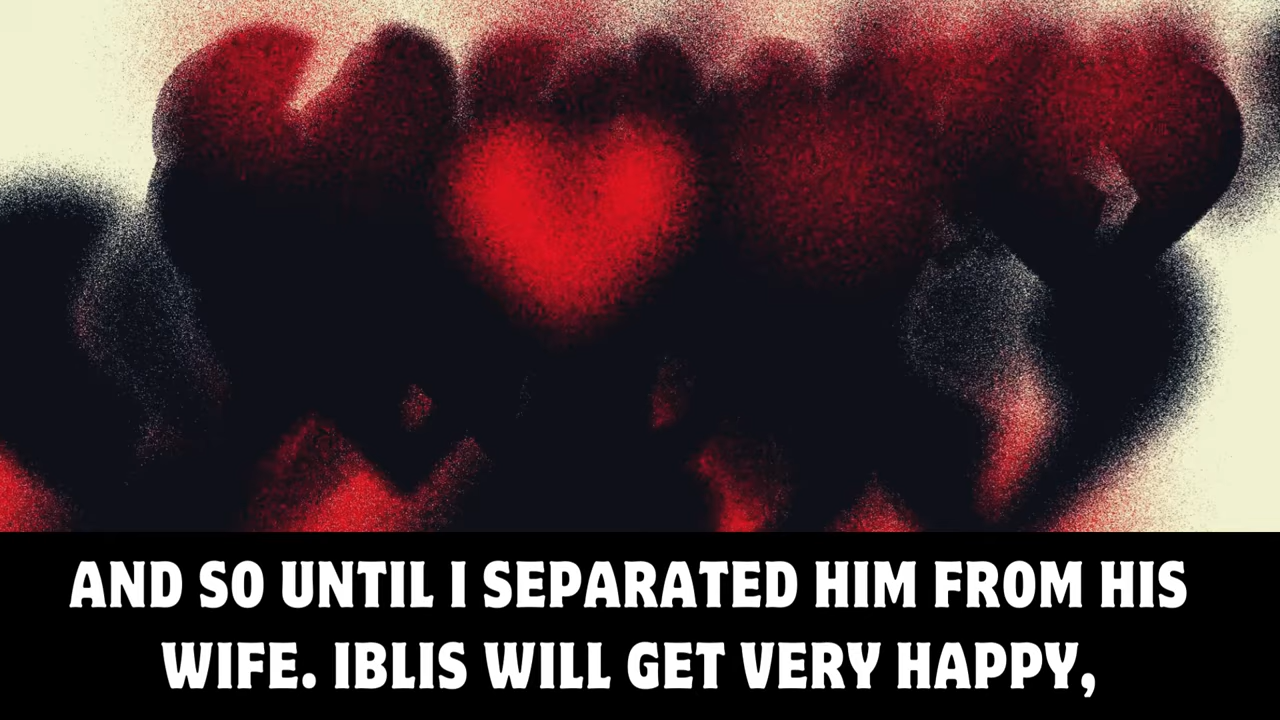 AND SO UNTIL I SEPARATED HIM FROM HIS
WIFE. IBLIS WILL GET VERY HAPPY,